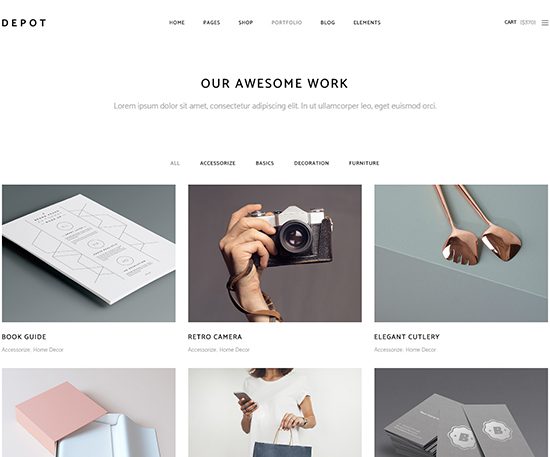 DEPOT
HOME PAGES SHOP PORTFOLIO BLOG ELEMENTS
CART ($370)
OUR AWESOME WORK
Lorem ipsum dolor sit amet, consectetur adipiscing elit. In ut ullamcorper leo, eget euismod orci.
ALL ACCESSORIZE BASICS DECORATION FURNITURE
BOOK GUIDE
Accessorize, Home Decor
RETRO CAMERA
Accessorize, Home Decor
ELEGANT CUTLERY
Accessorize, Home Decor